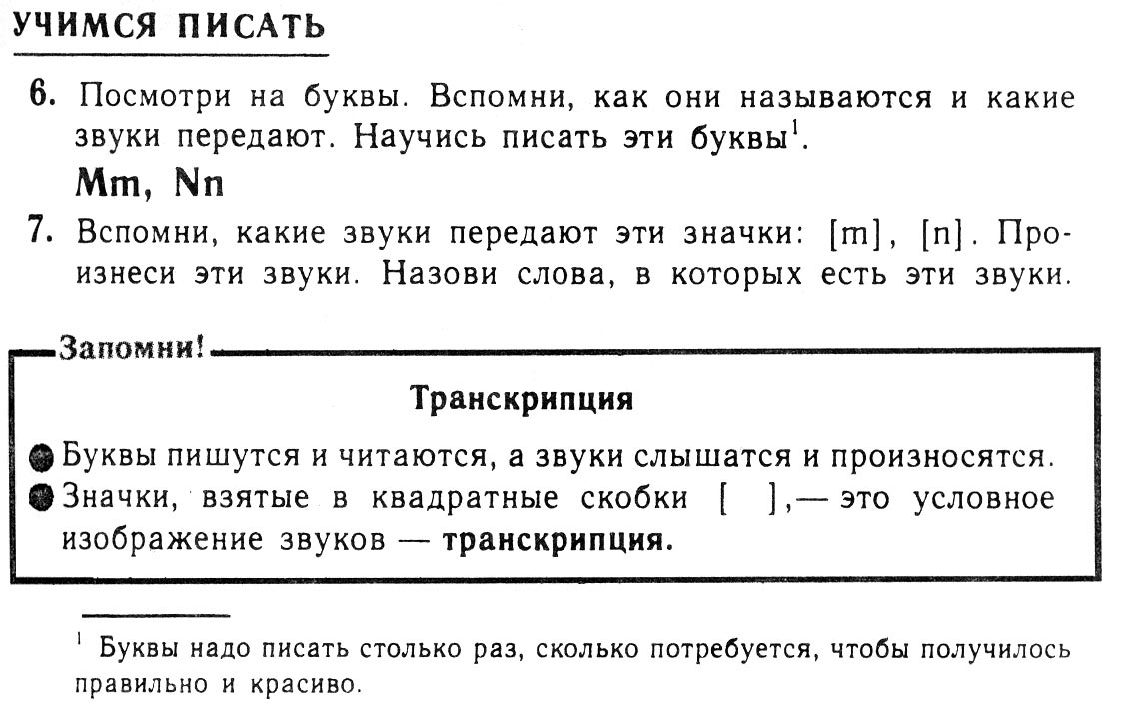 УЧИМСЯ ПИСАТЬ
6. Посмотри на буквы. Вспомни, как они называются и какие
звуки передают. Научись писать эти буквы¹.
Mm, Nn
7. Вспомни, какие звуки передают эти значки: [m], [n]. Про-
изнеси эти звуки. Назови слова, в которых есть эти звуки.
Запомни!
Транскрипция
● Буквы пишутся и читаются, а звуки слышатся и произносятся.
● Значки, взятые в квадратные скобки [ ],— это условное
изображение звуков — транскрипция.
¹ Буквы надо писать столько раз, сколько потребуется, чтобы получилось
правильно и красиво.